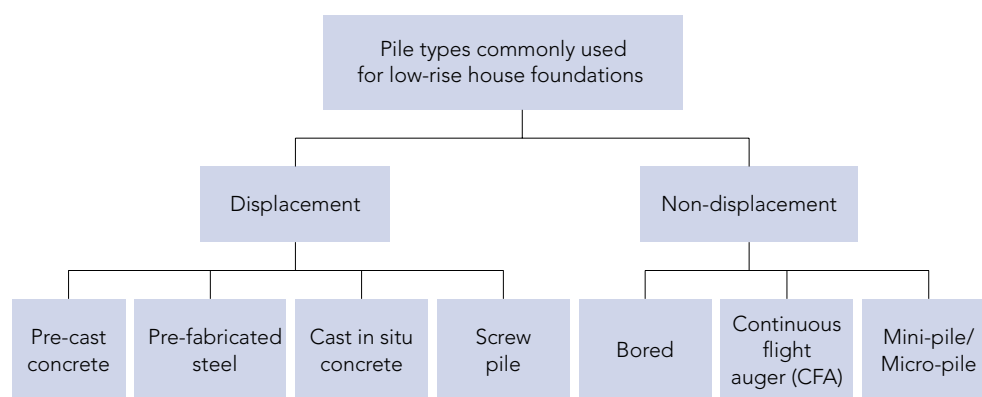 Pile types commonly used
for low-rise house foundations
Displacement
Non-displacement
Pre-cast
concrete
Pre-fabricated
steel
Cast in situ
concrete
Screw
pile
Bored
Continuous
flight
auger (CFA)
Mini-pile/
Micro-pile